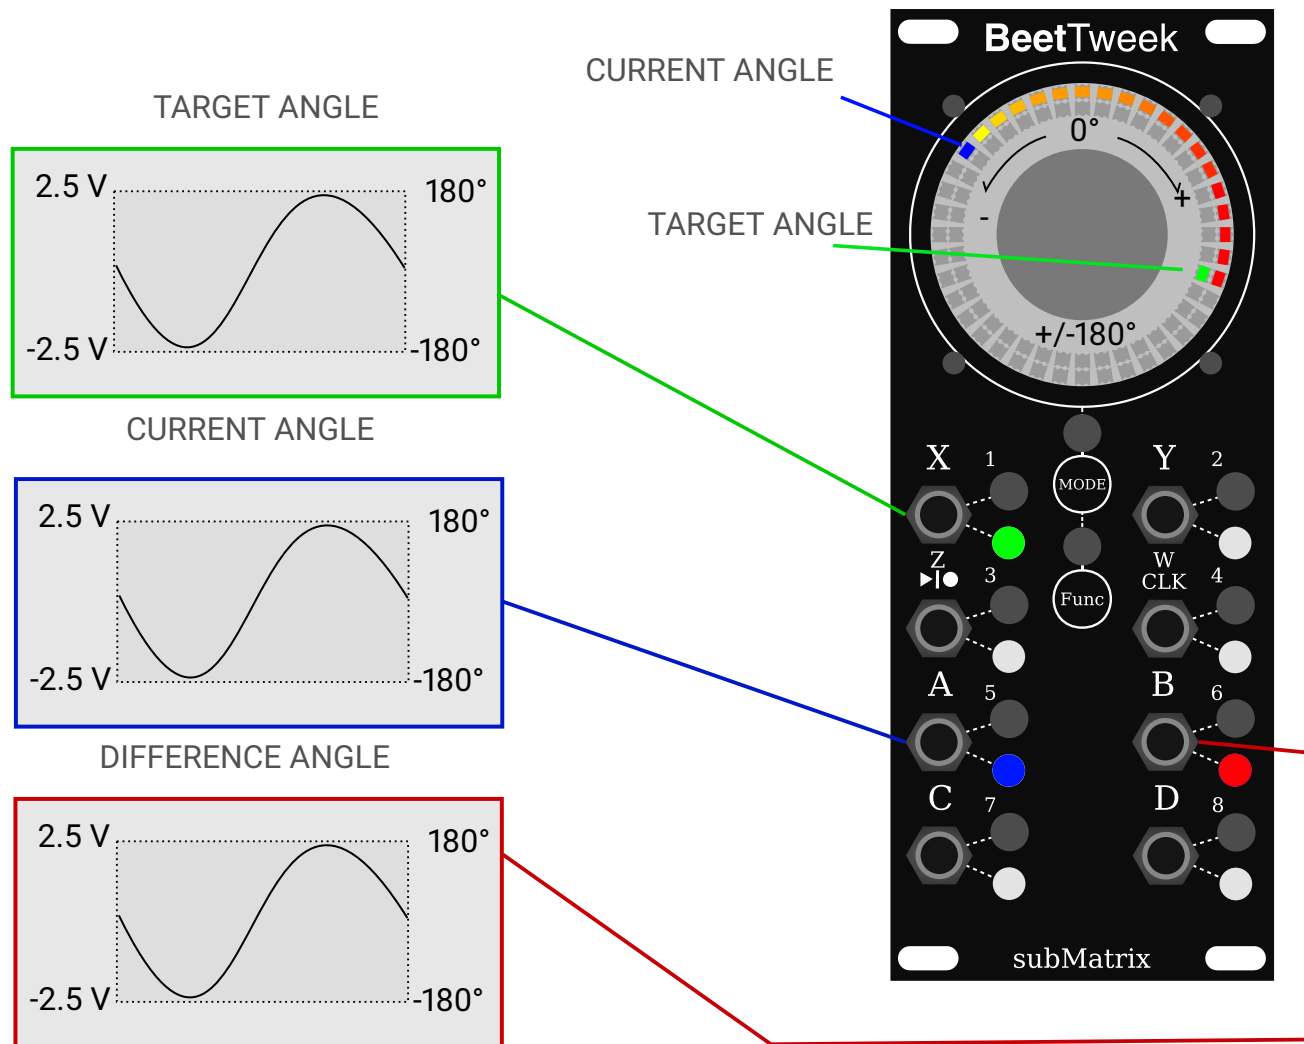 TARGET ANGLE
2.5 V
180°
-2.5 V
-180°
CURRENT ANGLE
2.5 V
180°
-2.5 V
-180°
DIFFERENCE ANGLE
2.5 V
180°
-2.5 V
-180°
CURRENT ANGLE
TARGET ANGLE
BeetTweek
0°
- +
+/-180°
X 1 Y 2
MODE
Z 3 W CLK 4
Func
A 5 B 6
C 7 D 8
subMatrix